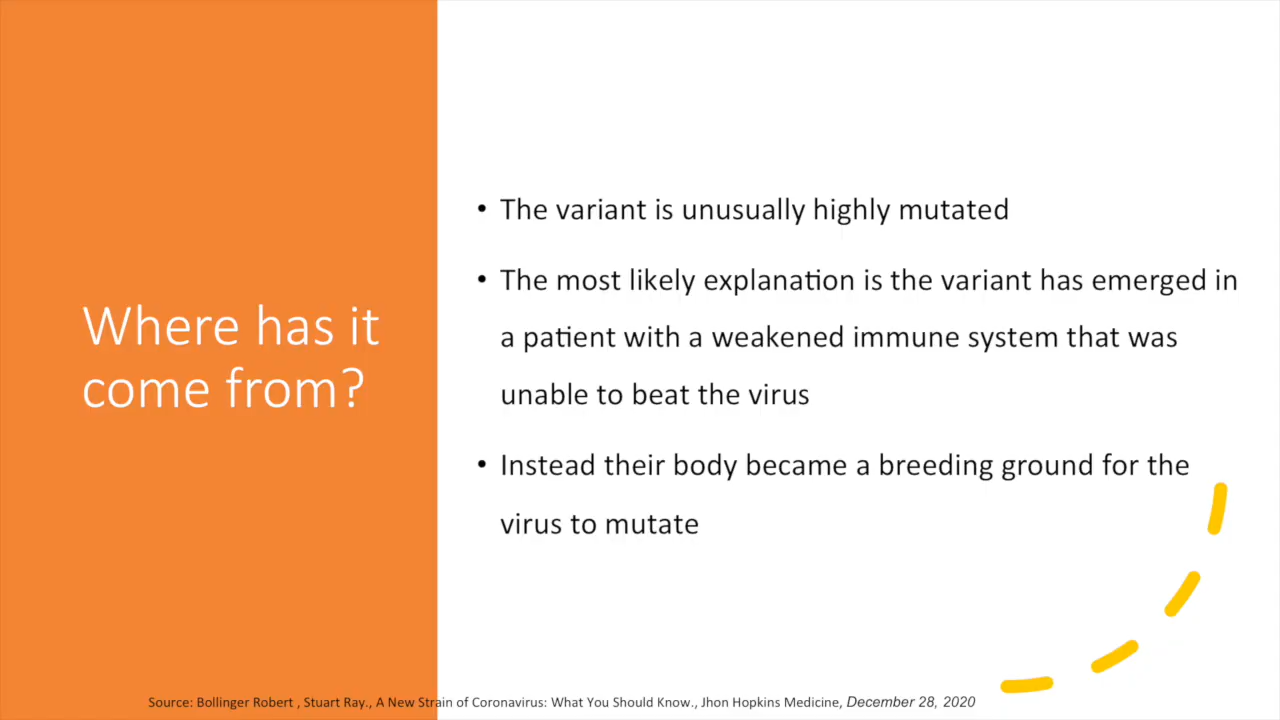 Where has it
come from?
• The variant is unusually highly mutated
• The most likely explanation is the variant has emerged in
a patient with a weakened immune system that was
unable to beat the virus
• Instead their body became a breeding ground for the
virus to mutate
Source: Bollinger Robert , Stuart Ray., A New Strain of Coronavirus: What You Should Know., Jhon Hopkins Medicine, December 28, 2020